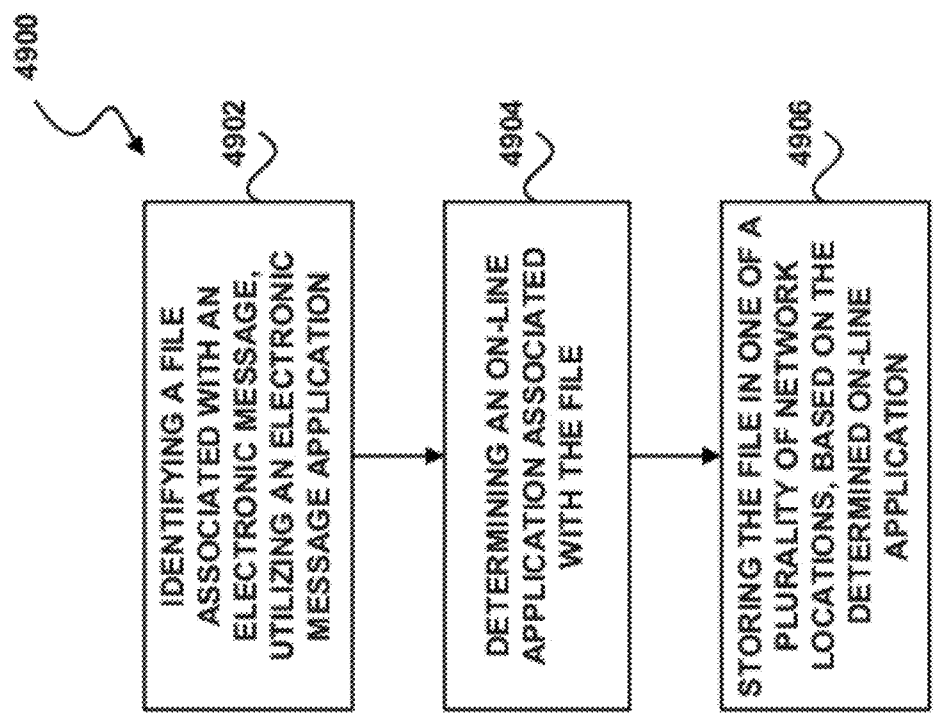 4900
4902
IDENTIFYING A FILE
ASSOCIATED WITH AN
ELECTRONIC MESSAGE,
UTILIZING AN ELECTRONIC
MESSAGE APPLICATION
4904
DETERMINING AN ON-LINE
APPLICATION ASSOCIATED
WITH THE FILE
4906
STORING THE FILE IN ONE OF A
PLURALITY OF NETWORK
LOCATIONS, BASED ON THE
DETERMINED ON-LINE
APPLICATION